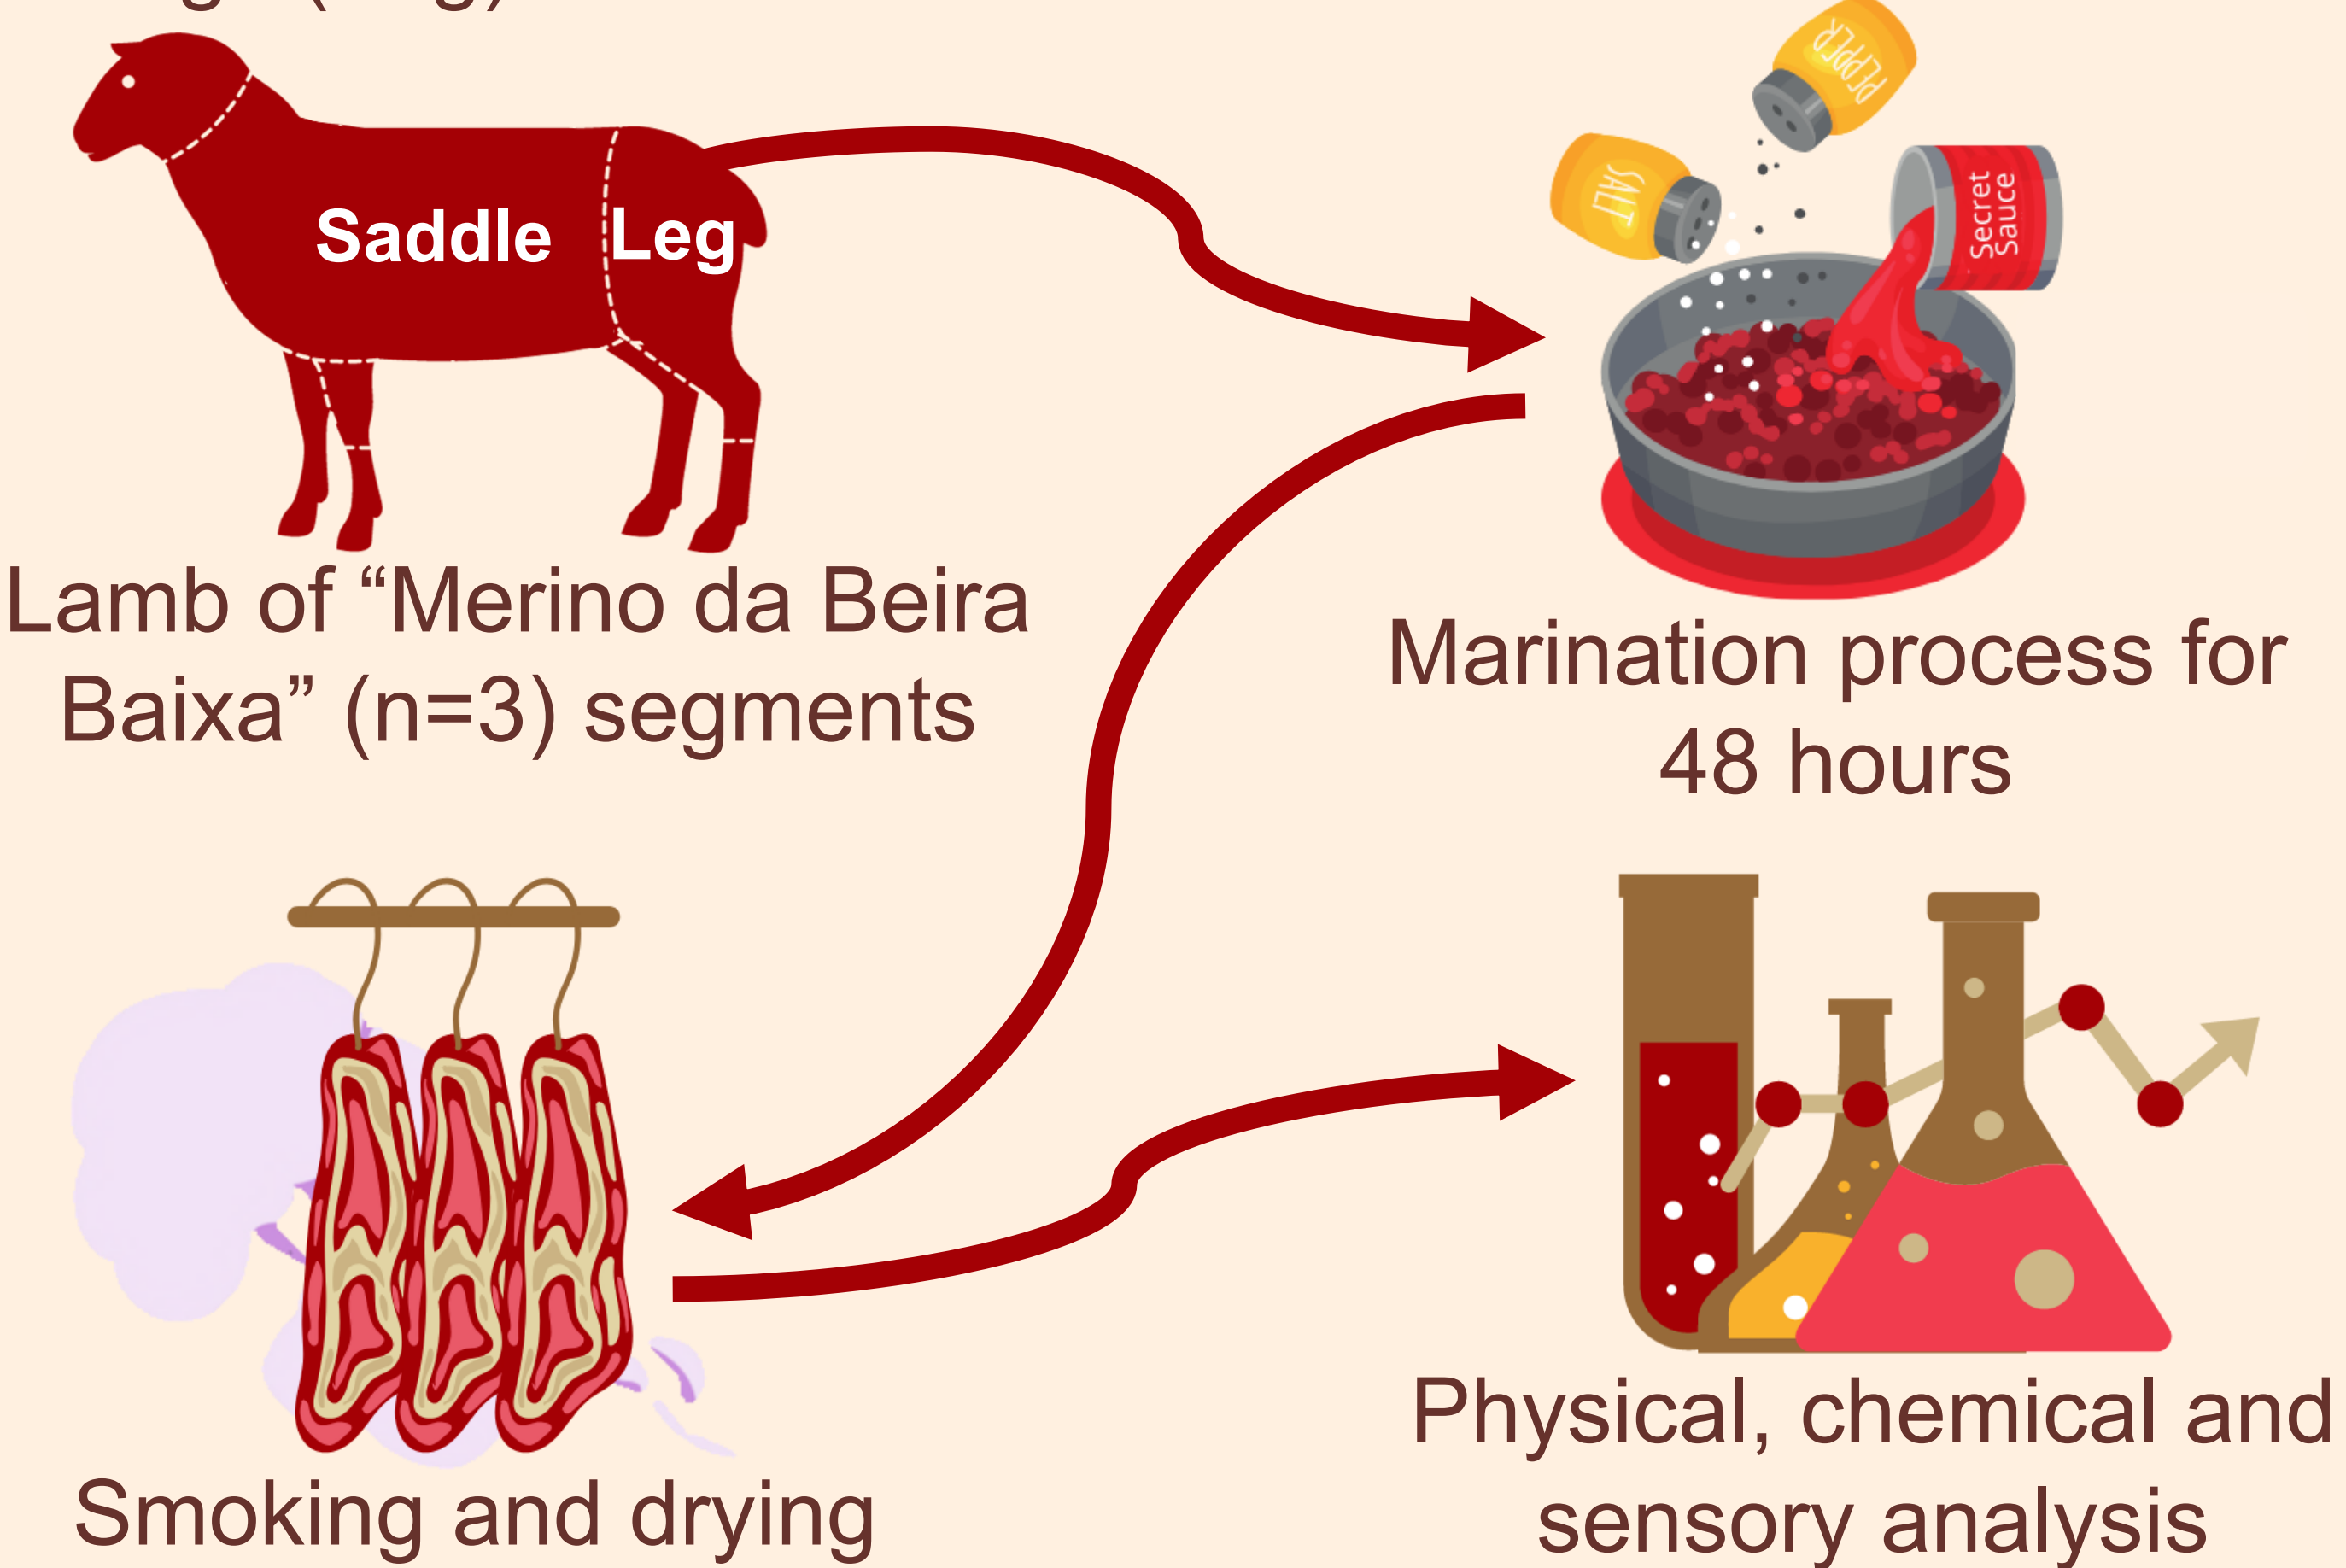 Saddle Leg
PEPPER
SALT
Secret
Sauce
Lamb of “Merino da Beira
Baixa” (n=3) segments
Marination process for
48 hours
Smoking and drying
Physical, chemical and
sensory analysis